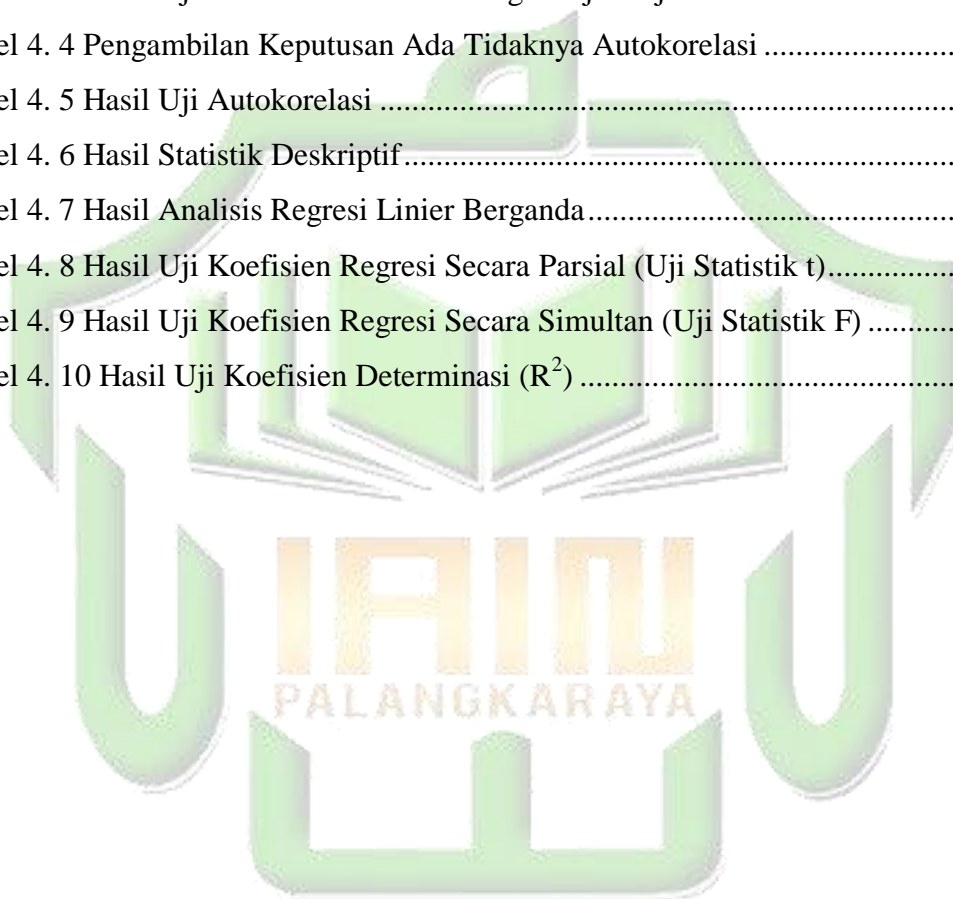 el 4. 4 Pengambilan Keputusan Ada Tidaknya Autokorelasi ......................
el 4. 5 Hasil Uji Autokorelasi ..................................................................
el 4. 6 Hasil Statistik Deskriptif ...............................................................
el 4. 7 Hasil Analisis Regresi Linier Berganda .........................................
el 4. 8 Hasil Uji Koefisien Regresi Secara Parsial (Uji Statistik t) ..............
el 4. 9 Hasil Uji Koefisien Regresi Secara Simultan (Uji Statistik F) ..........
el 4. 10 Hasil Uji Koefisien Determinasi (R²) ..........................................
IAIN
PALANGKARAYA